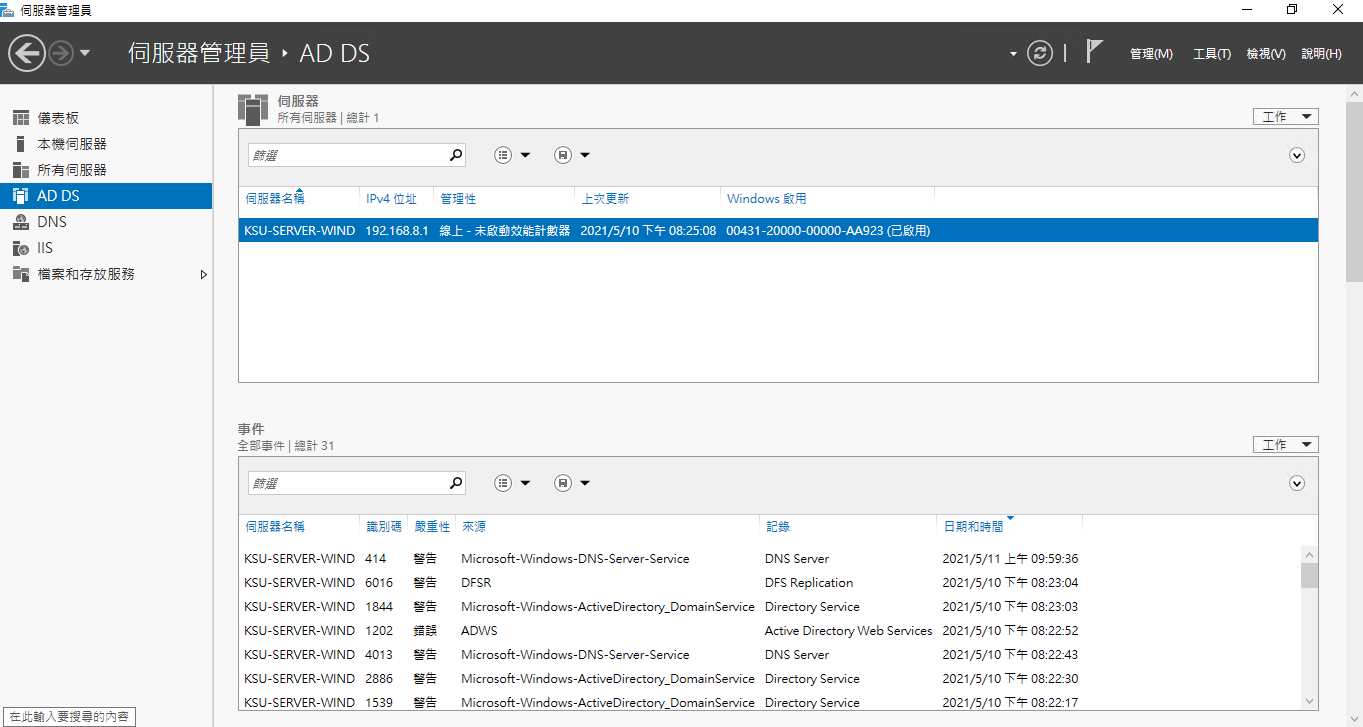 伺服器管理員
伺服器管理員 ‣ AD DS
管理(M) 工具(T) 檢視(V) 說明(H)
儀表板
本機伺服器
所有伺服器
AD DS
DNS
IIS
檔案和存放服務
伺服器
所有伺服器 | 總計 1
工作
篩選
伺服器名稱 IPv4 位址 管理性 上次更新 Windows 啟用
KSU-SERVER-WIND 192.168.8.1 線上 - 未啟動效能計數器 2021/5/10 下午 08:25:08 00431-20000-00000-AA923 (已啟用)
事件
全部事件 | 總計 31
工作
篩選
伺服器名稱 識別碼 嚴重性 來源 記錄 日期和時間
KSU-SERVER-WIND 414 警告 Microsoft-Windows-DNS-Server-Service DNS Server 2021/5/11 上午 09:59:36
KSU-SERVER-WIND 6016 警告 DFSR DFS Replication 2021/5/10 下午 08:23:04
KSU-SERVER-WIND 1844 警告 Microsoft-Windows-ActiveDirectory_DomainService Directory Service 2021/5/10 下午 08:23:03
KSU-SERVER-WIND 1202 錯誤 ADWS Active Directory Web Services 2021/5/10 下午 08:22:52
KSU-SERVER-WIND 4013 警告 Microsoft-Windows-DNS-Server-Service DNS Server 2021/5/10 下午 08:22:43
KSU-SERVER-WIND 2886 警告 Microsoft-Windows-ActiveDirectory_DomainService Directory Service 2021/5/10 下午 08:22:30
KSU-SERVER-WIND 1539 警告 Microsoft-Windows-ActiveDirectory_DomainService Directory Service 2021/5/10 下午 08:22:17
在此輸入要搜尋的內容